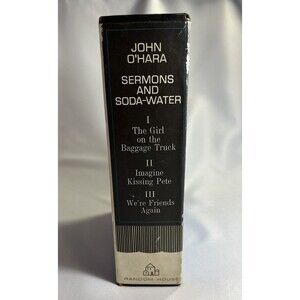 JOHN
O'HARA
SERMONS
AND
SODA-WATER
I
The Girl
on the
Baggage Truck
II
Imagine
Kissing Pete
III
We're Friends
Again
RANDOM HOUSE